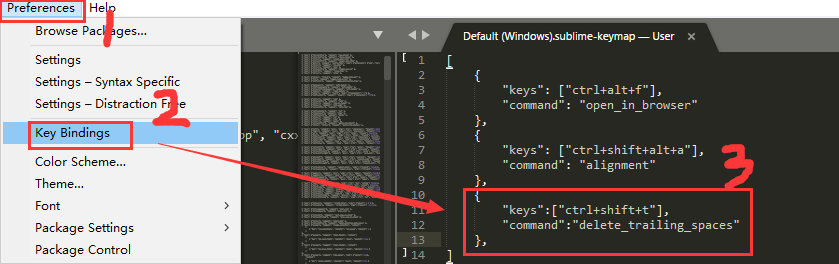 Preferences Help
1
Browse Packages...
Settings
Settings – Syntax Specific
Settings – Distraction Free
2
Key Bindings
Color Scheme...
Theme...
Font
Package Settings
Package Control
op", "cx
Default (Windows).sublime-keymap — User ×
1 [
2 {
3 "keys": ["ctrl+alt+f"],
4 "command": "open_in_browser"
5 },
6 {
7 "keys": ["ctrl+shift+alt+a"],
8 "command": "alignment"
9 },
3
10 {
11 "keys":["ctrl+shift+t"],
12 "command":"delete_trailing_spaces"
13 },
14 ]